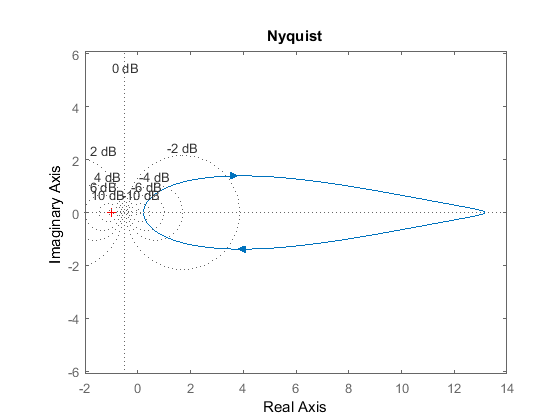 Nyquist
6
4
2
0
-2
-4
-6
Imaginary Axis
0 dB
2 dB
-2 dB
4 dB
-4 dB
6 dB
-6 dB
10 dB
-10 dB
-2
0
2
4
6
8
10
12
14
Real Axis